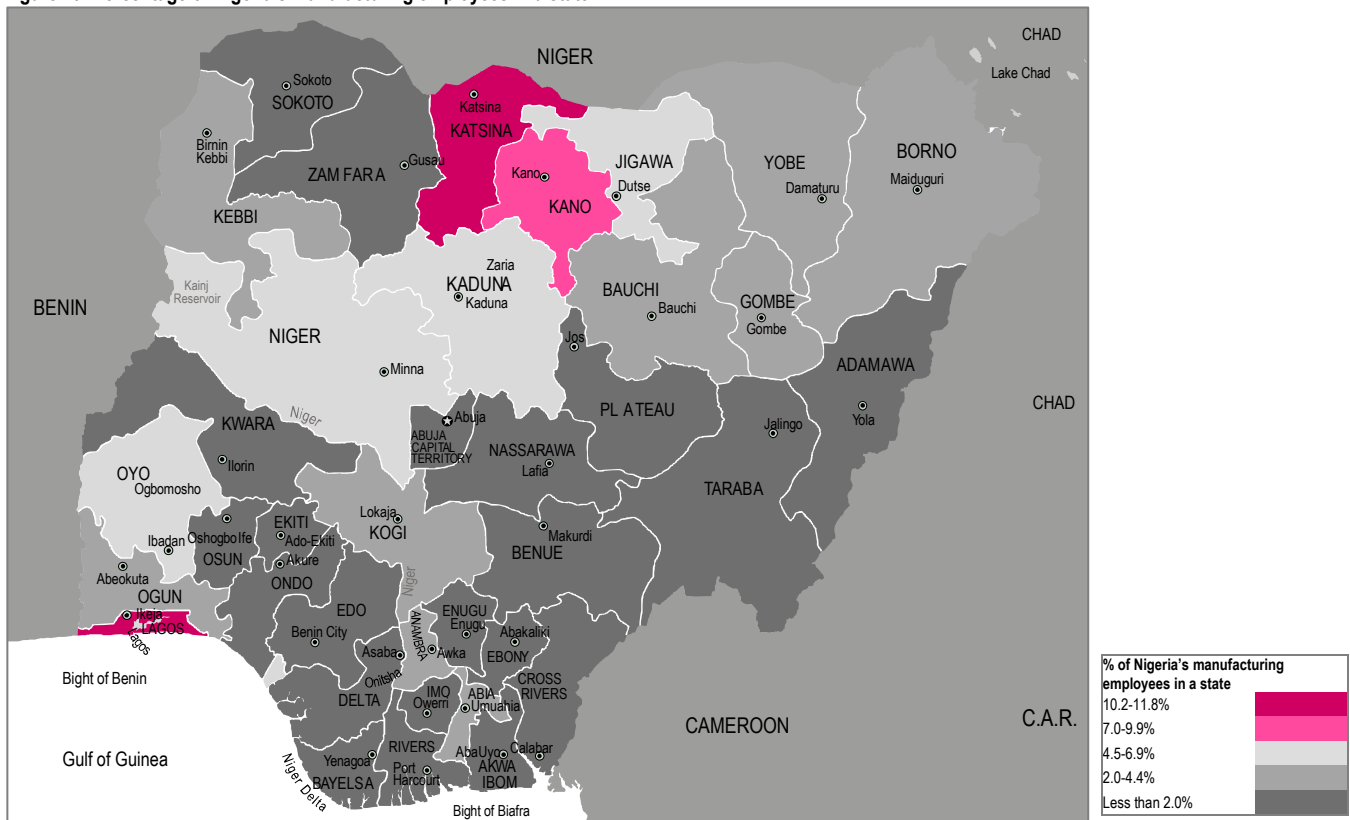 NIGER
CHAD
Lake Chad
Sokoto
SOKOTO
Katsina
KATSINA
Birnin
Kebbi
ZAM FARA
Gusau
KEBBI
Kano
KANO
JIGAWA
Dutse
YOBE
Damaturu
BORNO
Maiduguri
BENIN
Kainj
Reservoir
NIGER
Minna
Zaria
KADUNA
Kaduna
BAUCHI
Bauchi
GOMBE
Gombe
ADAMAWA
Yola
CHAD
Jos
PL ATEAU
Jalingo
TARABA
Niger
KWARA
Ilorin
Abuja
ABUJA
CAPITAL
TERRITORY
NASSARAWA
Lafia
OYO
Ogbomosho
Ibadan
Oshogbo Ife
OSUN
EKITI
Ado-Ekiti
Akure
ONDO
Lokaja
KOGI
Makurdi
BENUE
Abeokuta
OGUN
Ikeja
LAGOS
Lagos
Niger
EDO
Benin City
ANAMBRA
ENUGU
Enugu
Awka
Abakaliki
EBONY
Asaba
Onitsha
DELTA
IMO
Owerri
ABIA
Umuahia
CROSS
RIVERS
Bight of Benin
Gulf of Guinea
Niger Delta
Yenagoa
BAYELSA
RIVERS
Port
Harcourt
Aba
Uyo
AKWA
IBOM
Calabar
CAMEROON
C.A.R.
Bight of Biafra
% of Nigeria's manufacturing
employees in a state
10.2-11.8%
7.0-9.9%
4.5-6.9%
2.0-4.4%
Less than 2.0%